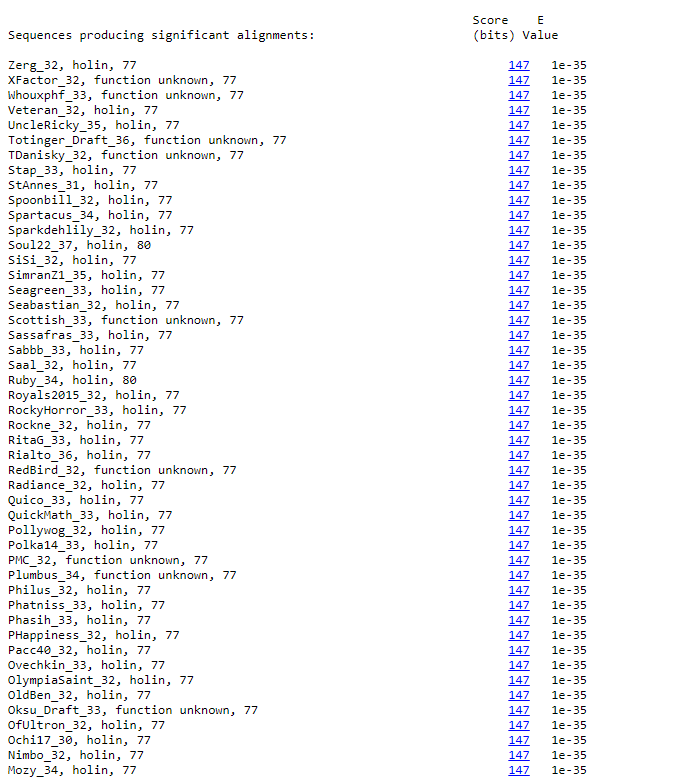 Score    E
Sequences producing significant alignments:                      (bits) Value
Zerg_32, holin, 77                                                    147   1e-35
XFactor_32, function unknown, 77                                      147   1e-35
Whouxphf_33, function unknown, 77                                     147   1e-35
Veteran_32, holin, 77                                                 147   1e-35
UncleRicky_35, holin, 77                                              147   1e-35
Totinger_Draft_36, function unknown, 77                               147   1e-35
TDanisky_32, function unknown, 77                                     147   1e-35
Stap_33, holin, 77                                                    147   1e-35
StAnnes_31, holin, 77                                                 147   1e-35
Spoonbill_32, holin, 77                                               147   1e-35
Spartacus_34, holin, 77                                               147   1e-35
Sparkdehlily_32, holin, 77                                            147   1e-35
Soul22_37, holin, 80                                                  147   1e-35
SiSi_32, holin, 77                                                    147   1e-35
SimranZ1_35, holin, 77                                                147   1e-35
Seagreen_33, holin, 77                                                147   1e-35
Seabastian_32, holin, 77                                              147   1e-35
Scottish_33, function unknown, 77                                     147   1e-35
Sassafras_33, holin, 77                                               147   1e-35
Sabbb_33, holin, 77                                                   147   1e-35
Saal_32, holin, 77                                                    147   1e-35
Ruby_34, holin, 80                                                    147   1e-35
Royals2015_32, holin, 77                                              147   1e-35
RockyHorror_33, holin, 77                                             147   1e-35
Rockne_32, holin, 77                                                  147   1e-35
RitaG_33, holin, 77                                                   147   1e-35
Rialto_36, holin, 77                                                  147   1e-35
RedBird_32, function unknown, 77                                      147   1e-35
Radiance_32, holin, 77                                                147   1e-35
Quico_33, holin, 77                                                   147   1e-35
QuickMath_33, holin, 77                                               147   1e-35
Pollywog_32, holin, 77                                                147   1e-35
Polka14_33, holin, 77                                                 147   1e-35
PMC_32, function unknown, 77                                          147   1e-35
Plumbus_34, function unknown, 77                                      147   1e-35
Philus_32, holin, 77                                                  147   1e-35
Phatniss_33, holin, 77                                                147   1e-35
Phasih_33, holin, 77                                                  147   1e-35
PHappiness_32, holin, 77                                              147   1e-35
Pacc40_32, holin, 77                                                  147   1e-35
Ovechkin_33, holin, 77                                                147   1e-35
OlympiaSaint_32, holin, 77                                            147   1e-35
OldBen_32, holin, 77                                                  147   1e-35
Oksu_Draft_33, function unknown, 77                                   147   1e-35
OfUltron_32, holin, 77                                                147   1e-35
Ochi17_30, holin, 77                                                  147   1e-35
Nimbo_32, holin, 77                                                   147   1e-35
Mozy_34, holin, 77                                                    147   1e-35